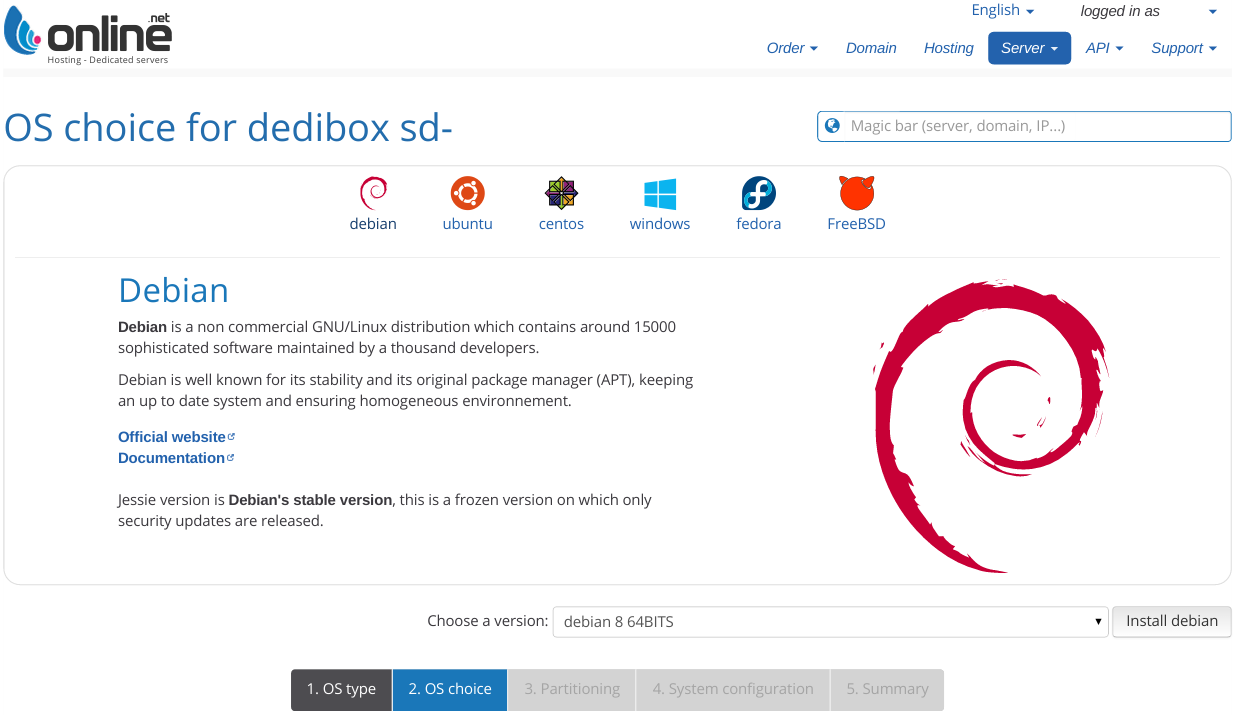 English
logged in as
online .net
Hosting - Dedicated servers
Order
Domain
Hosting
Server
API
Support
OS choice for dedibox sd-
Magic bar (server, domain, IP...)
debian
ubuntu
centos
windows
fedora
FreeBSD
Debian
Debian is a non commercial GNU/Linux distribution which contains around 15000
sophisticated software maintained by a thousand developers.
Debian is well known for its stability and its original package manager (APT), keeping
an up to date system and ensuring homogeneous environnement.
Official website
Documentation
Jessie version is Debian's stable version, this is a frozen version on which only
security updates are released.
Choose a version:
debian 8 64BITS
Install debian
1. OS type
2. OS choice
3. Partitioning
4. System configuration
5. Summary